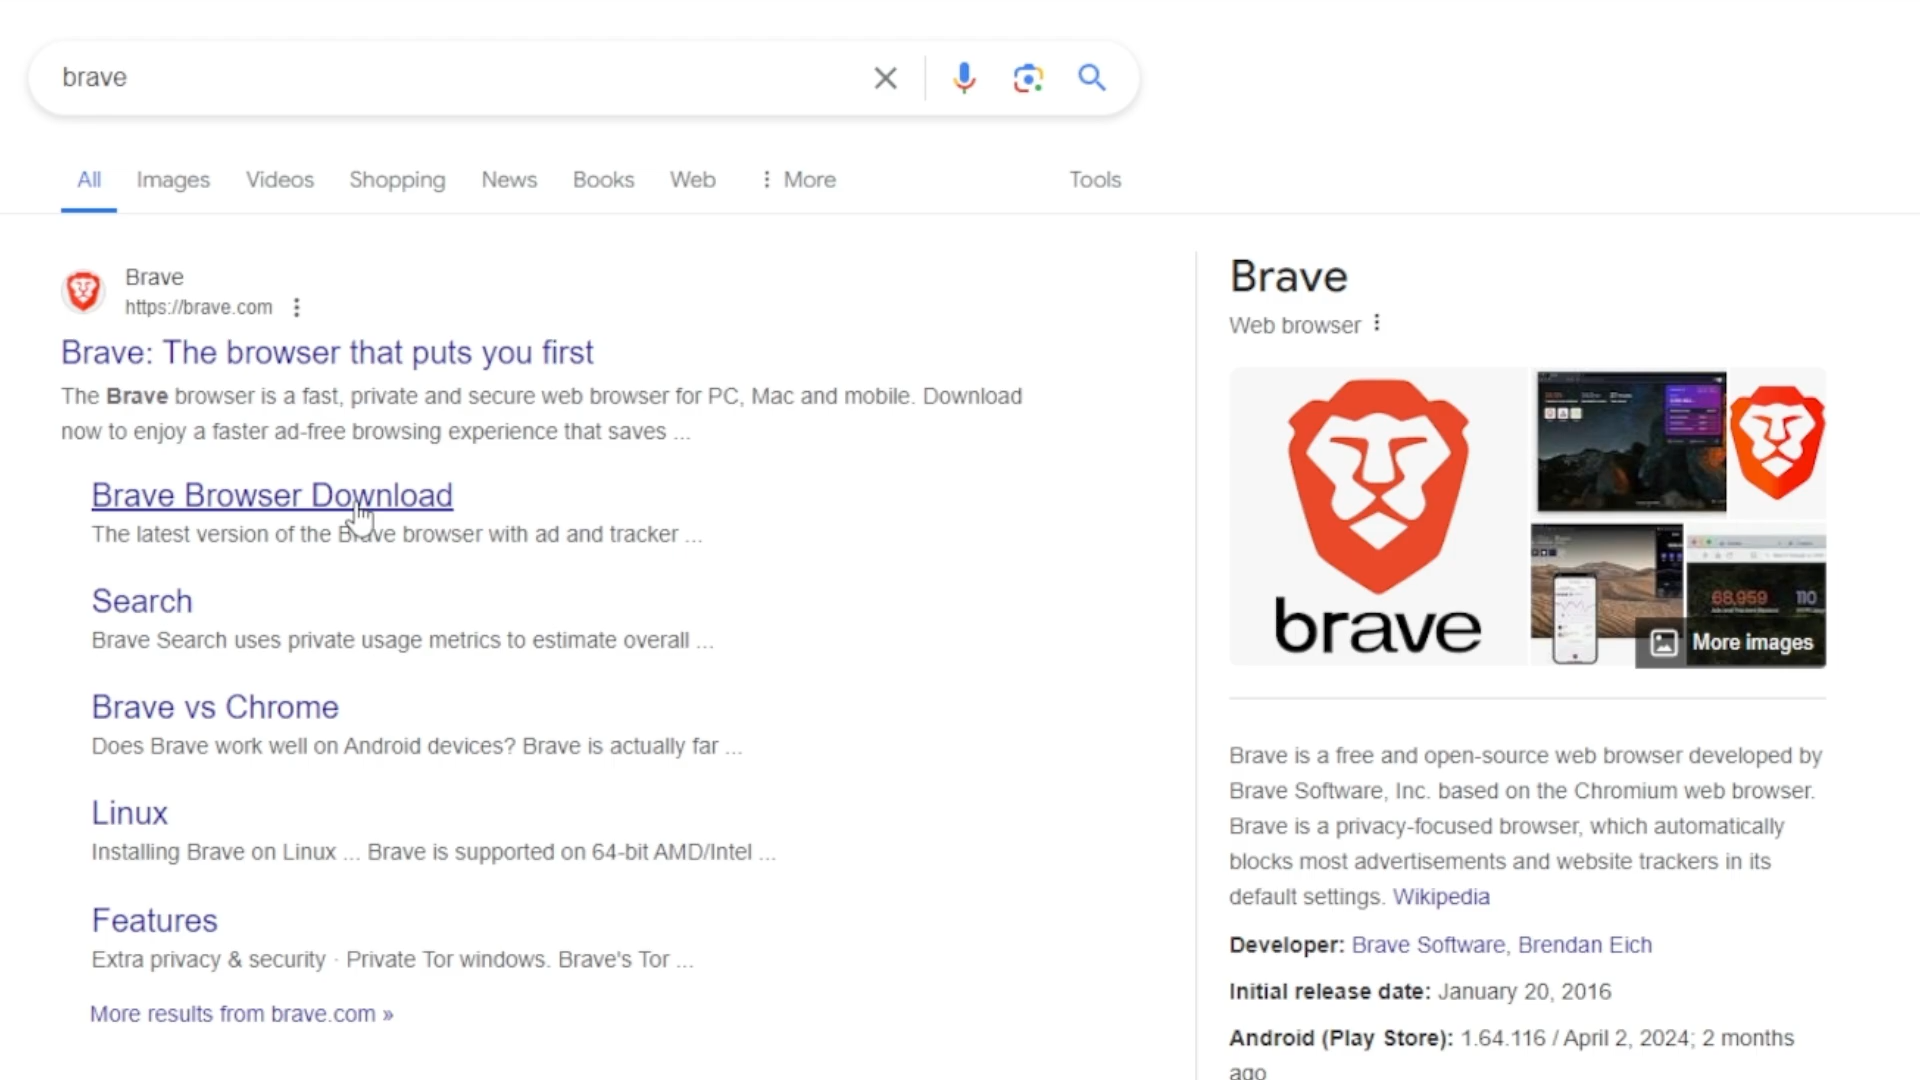 brave
All
Images
Videos
Shopping
News
Books
Web
More
Tools
Brave
https://brave.com
Brave: The browser that puts you first
The Brave browser is a fast, private and secure web browser for PC, Mac and mobile. Download
now to enjoy a faster ad-free browsing experience that saves ...
Brave Browser Download
The latest version of the Brave browser with ad and tracker ...
Search
Brave Search uses private usage metrics to estimate overall ...
Brave vs Chrome
Does Brave work well on Android devices? Brave is actually far ...
Linux
Installing Brave on Linux ... Brave is supported on 64-bit AMD/Intel ...
Features
Extra privacy & security · Private Tor windows. Brave's Tor ...
More results from brave.com »
Brave
Web browser
brave
68,959
110
More images
Brave is a free and open-source web browser developed by
Brave Software, Inc. based on the Chromium web browser.
Brave is a privacy-focused browser, which automatically
blocks most advertisements and website trackers in its
default settings. Wikipedia
Developer: Brave Software, Brendan Eich
Initial release date: January 20, 2016
Android (Play Store): 1.64.116 / April 2, 2024; 2 months
ago